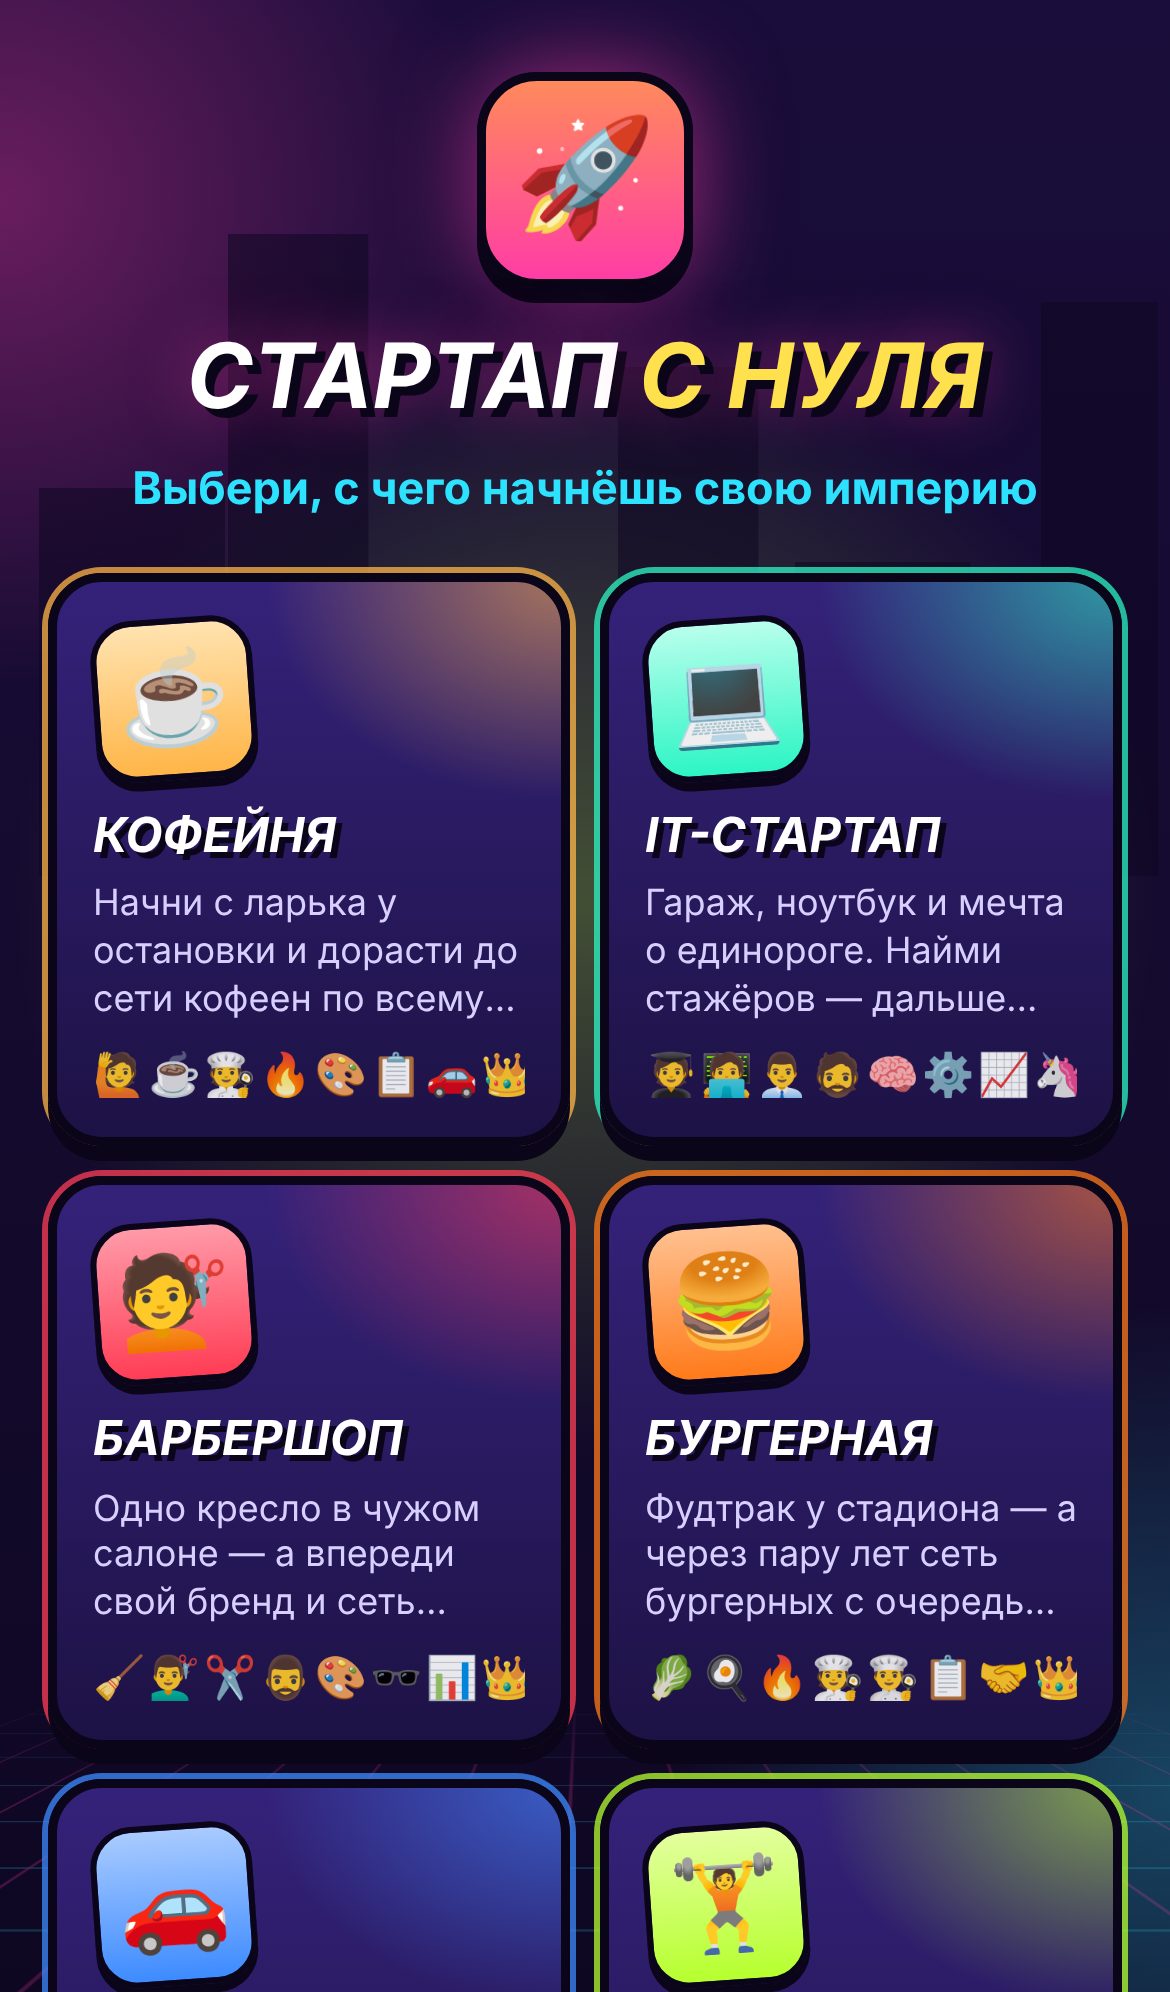 СТАРТАП С НУЛЯ
Выбери, с чего начнёшь свою империю
КОФЕЙНЯ
Начни с ларька у
остановки и дорасти до
сети кофеен по всему...
IT-СТАРТАП
Гараж, ноутбук и мечта
о единороге. Найми
стажёров — дальше...
БАРБЕРШОП
Одно кресло в чужом
салоне — а впереди
свой бренд и сеть...
БУРГЕРНАЯ
Фудтрак у стадиона — а
через пару лет сеть
бургерных с очередь...